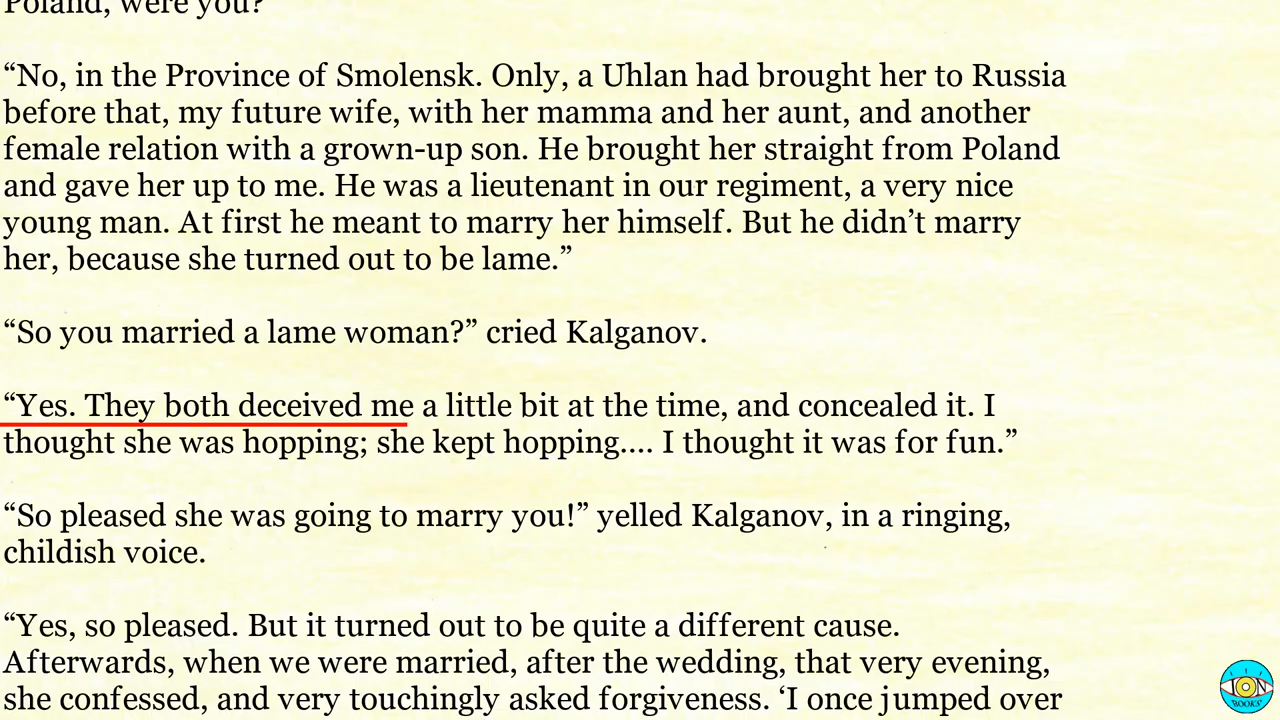 Poland, were you?
“No, in the Province of Smolensk. Only, a Uhlan had brought her to Russia
before that, my future wife, with her mamma and her aunt, and another
female relation with a grown-up son. He brought her straight from Poland
and gave her up to me. He was a lieutenant in our regiment, a very nice
young man. At first he meant to marry her himself. But he didn’t marry
her, because she turned out to be lame.”
“So you married a lame woman?” cried Kalganov.
“Yes. They both deceived me a little bit at the time, and concealed it. I
thought she was hopping; she kept hopping.... I thought it was for fun.”
“So pleased she was going to marry you!” yelled Kalganov, in a ringing,
childish voice.
“Yes, so pleased. But it turned out to be quite a different cause.
Afterwards, when we were married, after the wedding, that very evening,
she confessed, and very touchingly asked forgiveness. ‘I once jumped over
ION
BOOKS